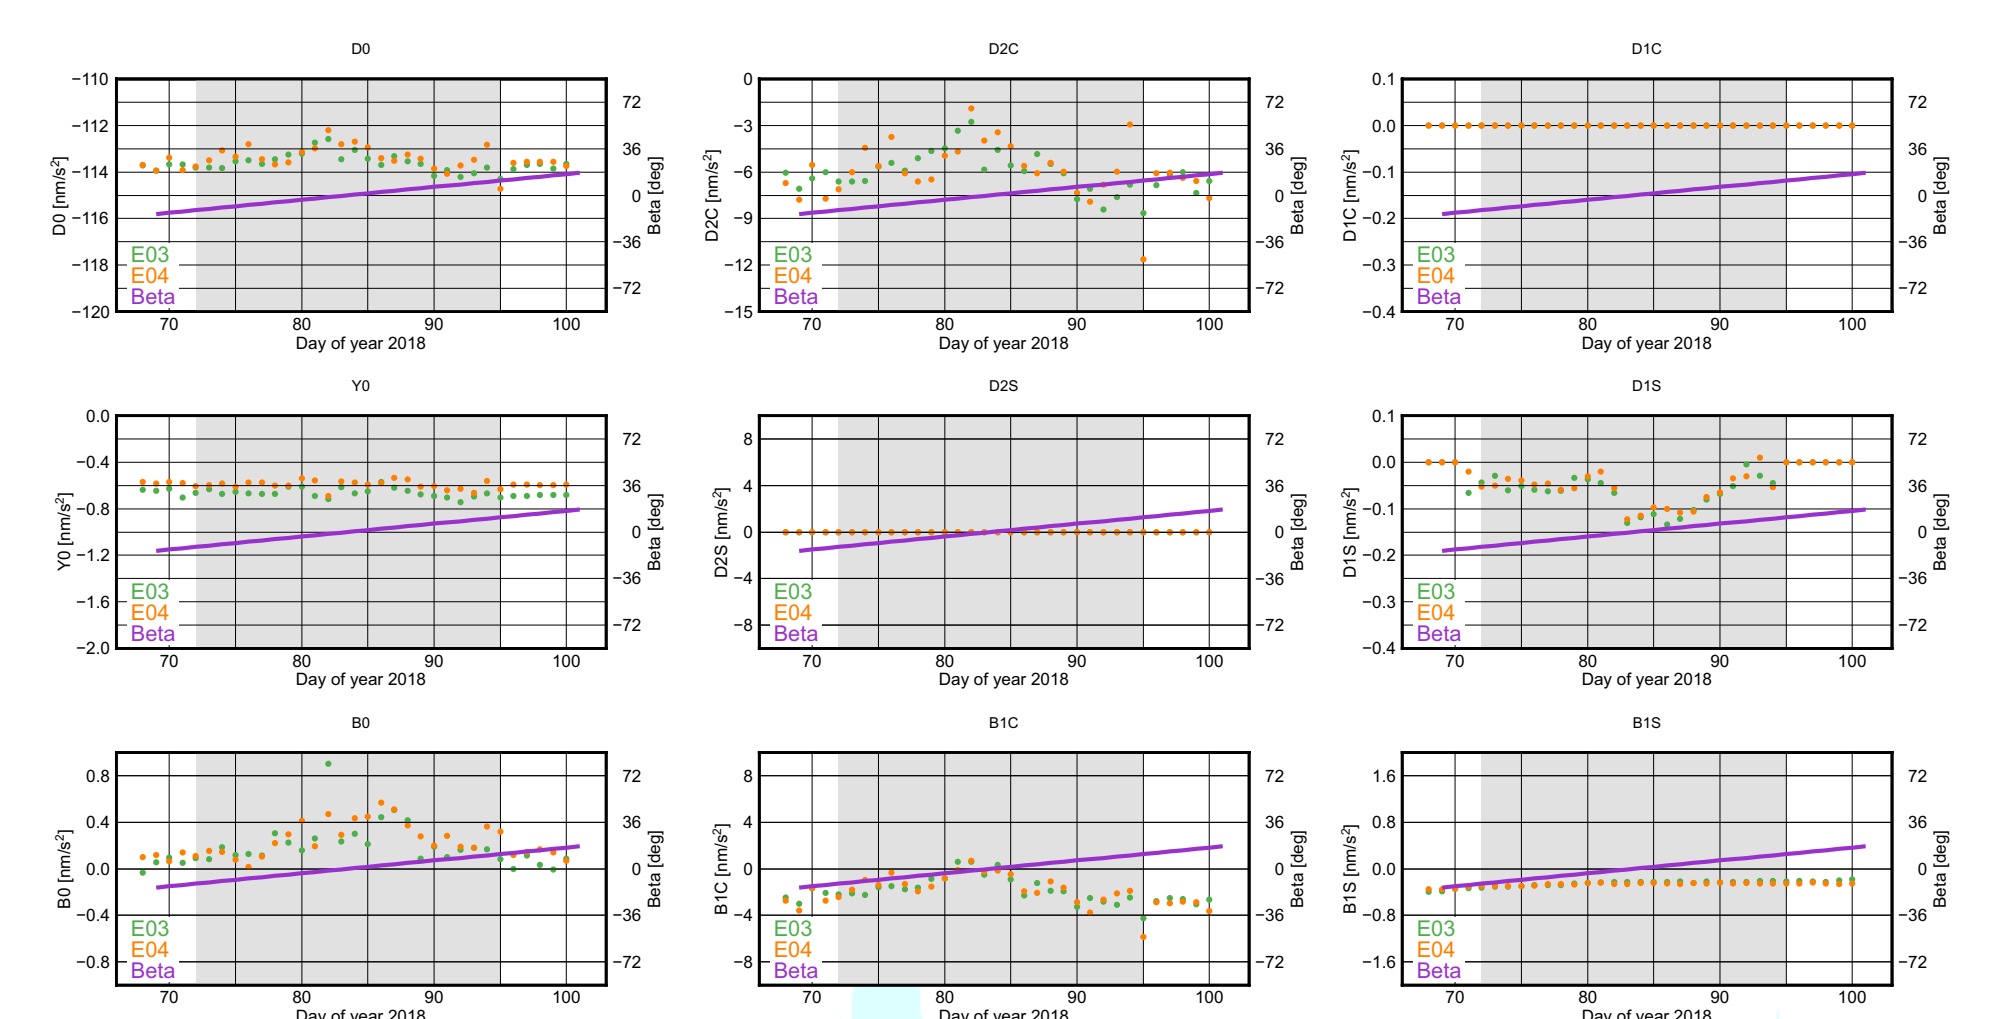 D0
D2C
D1C
−110
−112
−114
−116
−118
−120
D0 [nm/s²]
72
36
0
−36
−72
Beta [deg]
E03
E04
Beta
70 80 90 100
Day of year 2018
0
−3
−6
−9
−12
−15
D2C [nm/s²]
72
36
0
−36
−72
Beta [deg]
E03
E04
Beta
70 80 90 100
Day of year 2018
0.1
0.0
−0.1
−0.2
−0.3
−0.4
D1C [nm/s²]
72
36
0
−36
−72
Beta [deg]
E03
E04
Beta
70 80 90 100
Day of year 2018
Y0
D2S
D1S
0.0
−0.4
−0.8
−1.2
−1.6
−2.0
Y0 [nm/s²]
72
36
0
−36
−72
Beta [deg]
E03
E04
Beta
70 80 90 100
Day of year 2018
8
4
0
−4
−8
D2S [nm/s²]
72
36
0
−36
−72
Beta [deg]
E03
E04
Beta
70 80 90 100
Day of year 2018
0.1
0.0
−0.1
−0.2
−0.3
−0.4
D1S [nm/s²]
72
36
0
−36
−72
Beta [deg]
E03
E04
Beta
70 80 90 100
Day of year 2018
B0
B1C
B1S
0.8
0.4
0.0
−0.4
−0.8
B0 [nm/s²]
72
36
0
−36
−72
Beta [deg]
E03
E04
Beta
70 80 90 100
Day of year 2018
8
4
0
−4
−8
B1C [nm/s²]
72
36
0
−36
−72
Beta [deg]
E03
E04
Beta
70 80 90 100
Day of year 2018
1.6
0.8
0.0
−0.8
−1.6
B1S [nm/s²]
72
36
0
−36
−72
Beta [deg]
E03
E04
Beta
70 80 90 100
Day of year 2018